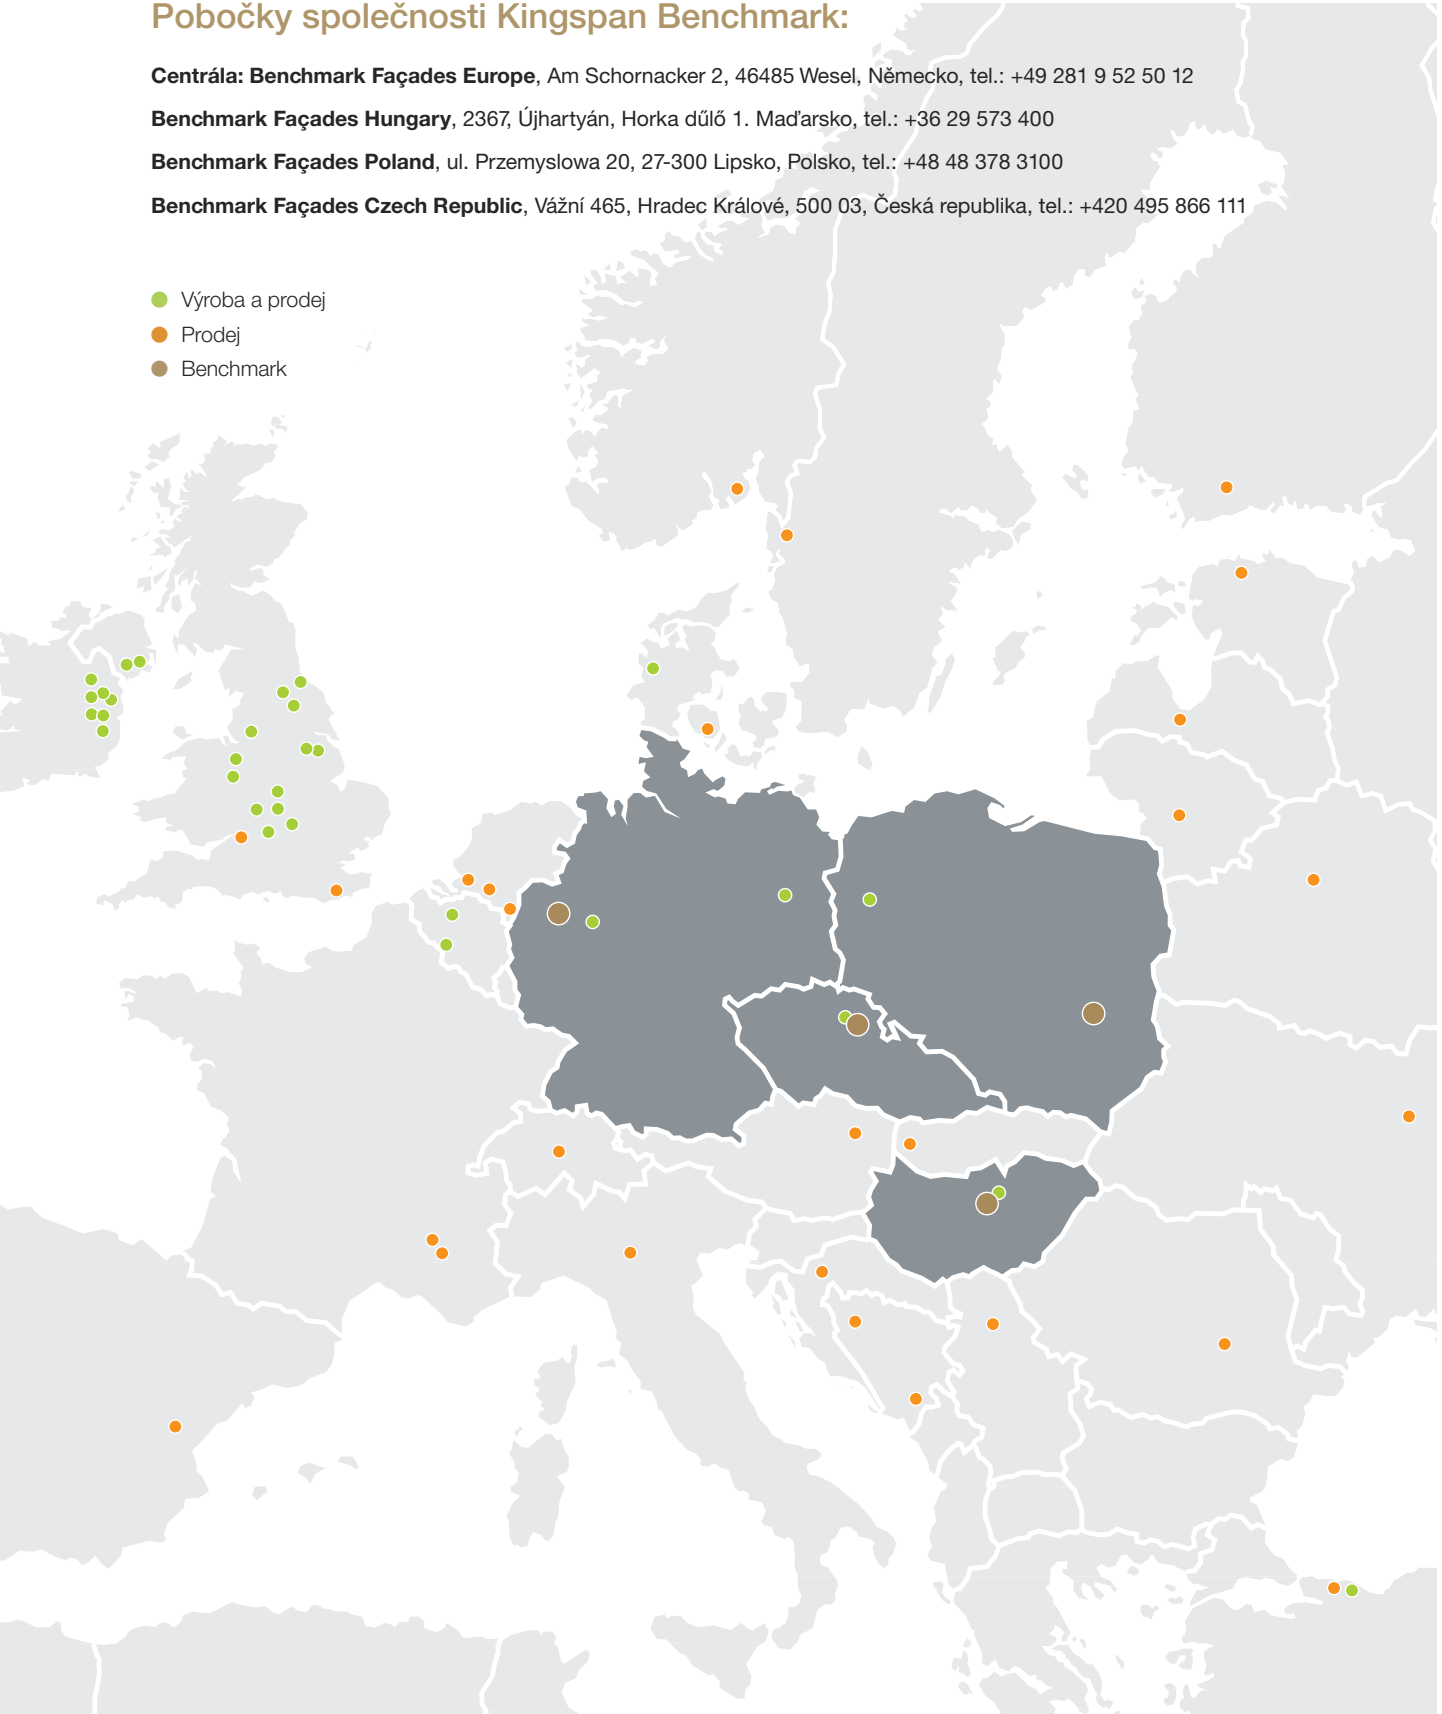 Pobočky společnosti Kingspan Benchmark:
Centrála: Benchmark Façades Europe, Am Schornacker 2, 46485 Wesel, Německo, tel.: +49 281 9 52 50 12
Benchmark Façades Hungary, 2367, Újhartyán, Horka dűlő 1. Maďarsko, tel.: +36 29 573 400
Benchmark Façades Poland, ul. Przemyslowa 20, 27-300 Lipsko, Polsko, tel.: +48 48 378 3100
Benchmark Façades Czech Republic, Vážní 465, Hradec Králové, 500 03, Česká republika, tel.: +420 495 866 111
Výroba a prodej
Prodej
Benchmark